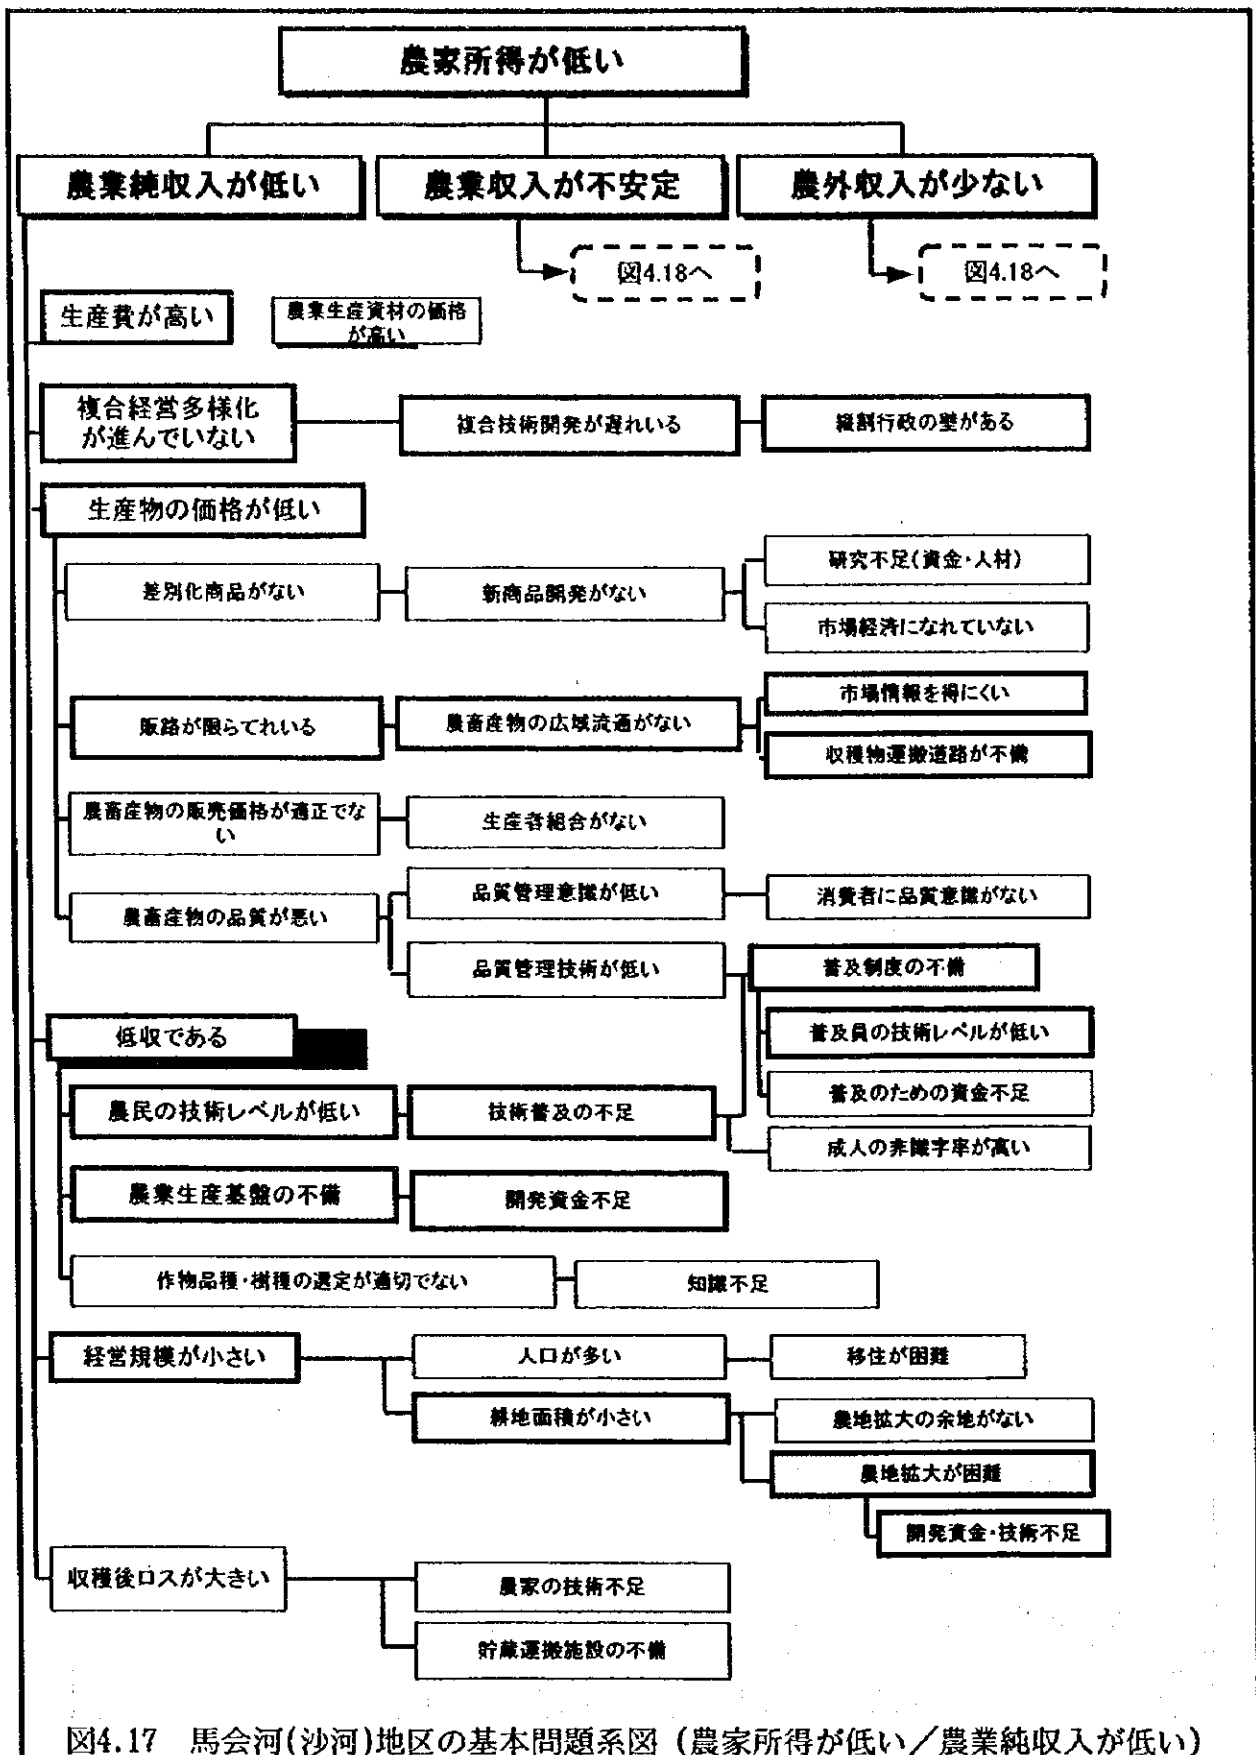 農家所得が低い
農業純収入が低い
農業収入が不安定
農外収入が少ない
図4.18へ
図4.18へ
生産費が高い
農業生産資材の価格
が高い
複合経営多様化
が進んでいない
複合技術開発が遅れいる
縦割行政の壁がある
生産物の価格が低い
差別化商品がない
新商品開発がない
研究不足(資金・人材)
市場経済になれていない
販路が限らてれいる
農畜産物の広域流通がない
市場情報を得にくい
収穫物運搬道路が不備
農畜産物の販売価格が適正でな
い
生産者組合がない
農畜産物の品質が悪い
品質管理意識が低い
消費者に品質意識がない
品質管理技術が低い
普及制度の不備
普及員の技術レベルが低い
普及のための資金不足
成人の非識字率が高い
低収である
農民の技術レベルが低い
技術普及の不足
農業生産基盤の不備
開発資金不足
作物品種・樹種の選定が適切でない
知識不足
経営規模が小さい
人口が多い
移住が困難
耕地面積が小さい
農地拡大の余地がない
農地拡大が困難
開発資金・技術不足
収穫後ロスが大きい
農家の技術不足
貯蔵運搬施設の不備
図4.17 馬会河(沙河)地区の基本問題系図(農家所得が低い/農業純収入が低い)